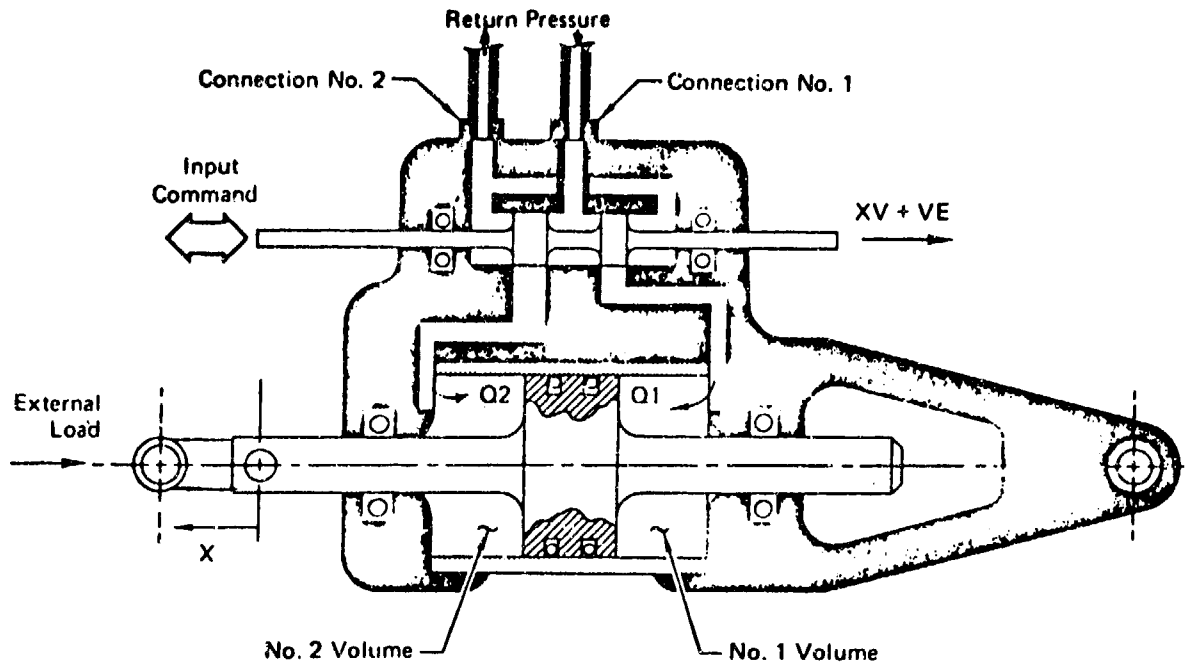 Return Pressure
Connection No. 2
Connection No. 1
Input
Command
XV + VE
Q2
Q1
External
Load
X
No. 2 Volume
No. 1 Volume